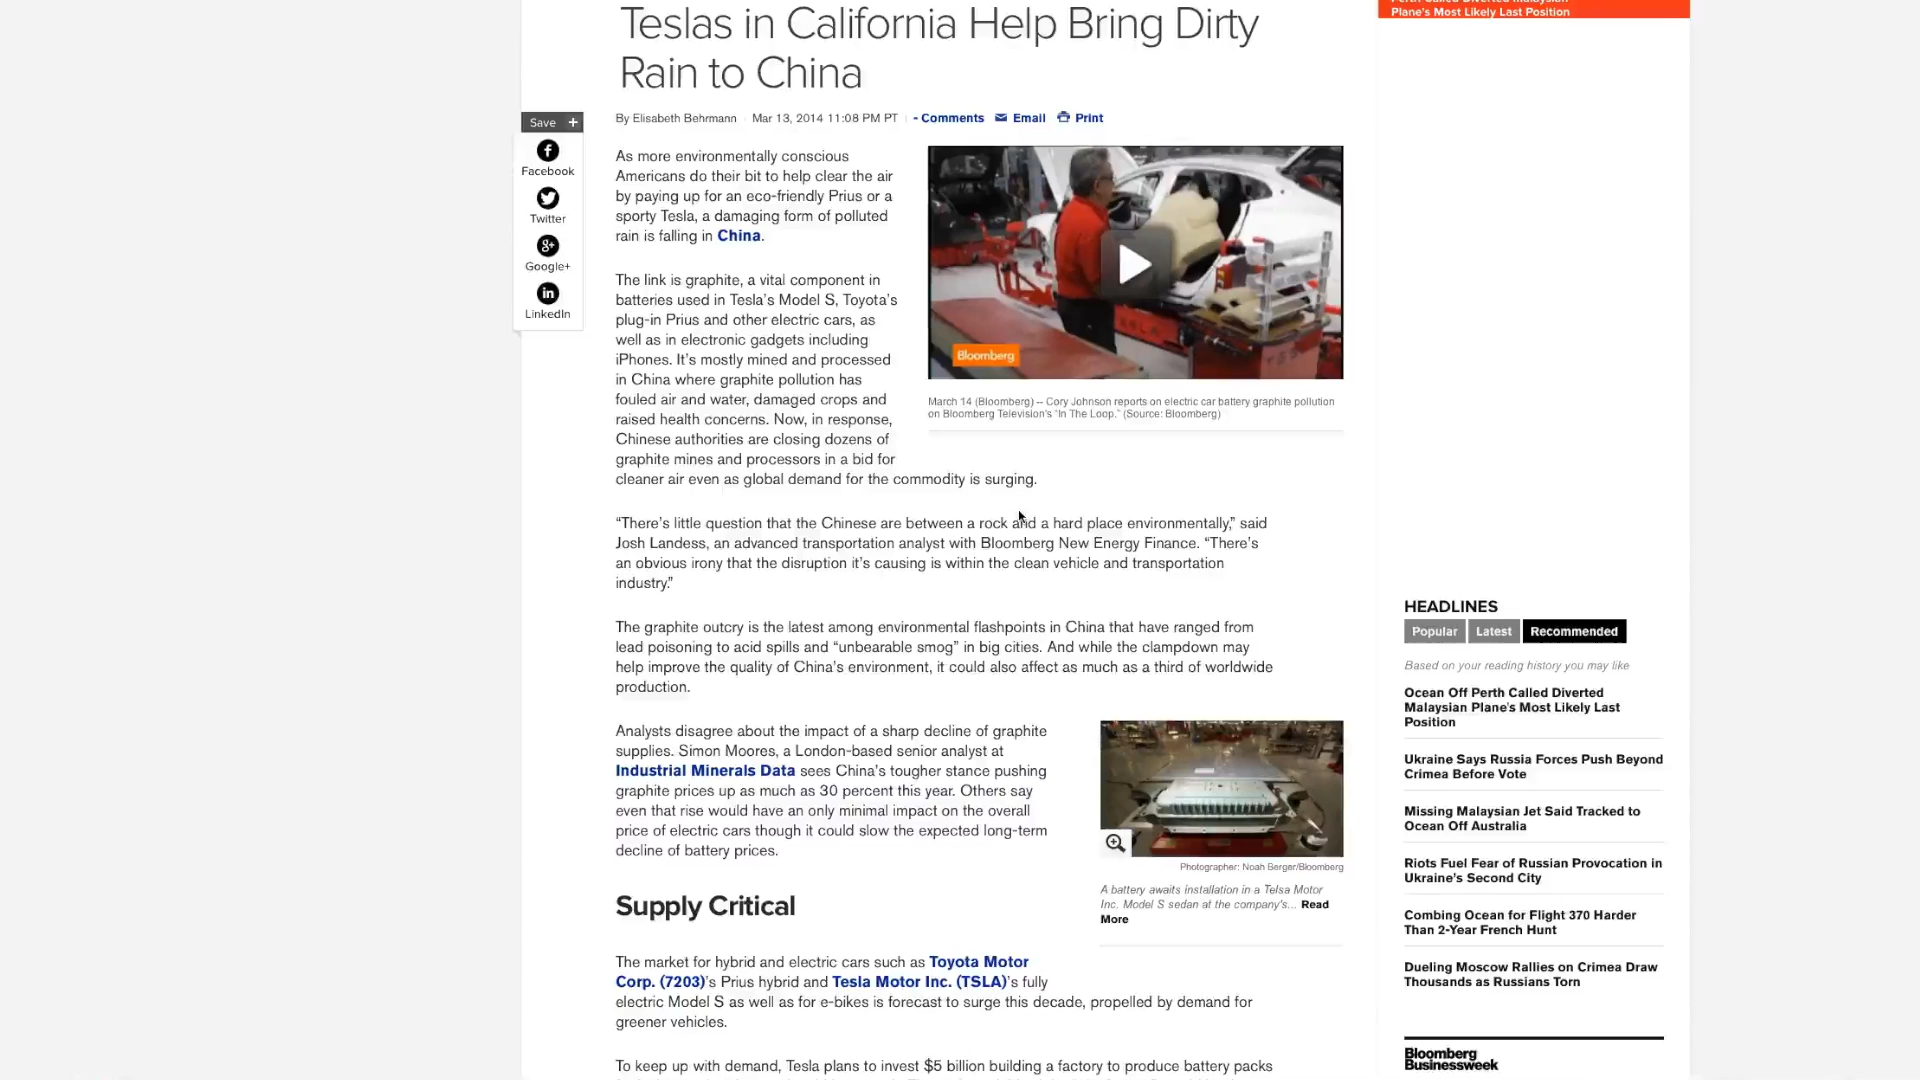 Plane's Most Likely Last Position
Teslas in California Help Bring Dirty
Rain to China
By Elisabeth Behrmann Mar 13, 2014 11:08 PM PT - Comments Email Print
Save +
Facebook
Twitter
Google+
LinkedIn
As more environmentally conscious
Americans do their bit to help clear the air
by paying up for an eco-friendly Prius or a
sporty Tesla, a damaging form of polluted
rain is falling in China.
The link is graphite, a vital component in
batteries used in Tesla's Model S, Toyota's
plug-in Prius and other electric cars, as
well as in electronic gadgets including
iPhones. It's mostly mined and processed
in China where graphite pollution has
fouled air and water, damaged crops and
raised health concerns. Now, in response,
Chinese authorities are closing dozens of
graphite mines and processors in a bid for
cleaner air even as global demand for the commodity is surging.
Bloomberg
March 14 (Bloomberg) -- Cory Johnson reports on electric car battery graphite pollution
on Bloomberg Television's "In The Loop." (Source: Bloomberg)
“There's little question that the Chinese are between a rock and a hard place environmentally,” said
Josh Landess, an advanced transportation analyst with Bloomberg New Energy Finance. “There's
an obvious irony that the disruption it's causing is within the clean vehicle and transportation
industry.”
The graphite outcry is the latest among environmental flashpoints in China that have ranged from
lead poisoning to acid spills and “unbearable smog” in big cities. And while the clampdown may
help improve the quality of China's environment, it could also affect as much as a third of worldwide
production.
Analysts disagree about the impact of a sharp decline of graphite
supplies. Simon Moores, a London-based senior analyst at
Industrial Minerals Data sees China's tougher stance pushing
graphite prices up as much as 30 percent this year. Others say
even that rise would have an only minimal impact on the overall
price of electric cars though it could slow the expected long-term
decline of battery prices.
Photographer: Noah Berger/Bloomberg
A battery awaits installation in a Telsa Motor
Inc. Model S sedan at the company's... Read
More
Supply Critical
The market for hybrid and electric cars such as Toyota Motor
Corp. (7203)'s Prius hybrid and Tesla Motor Inc. (TSLA)'s fully
electric Model S as well as for e-bikes is forecast to surge this decade, propelled by demand for
greener vehicles.
To keep up with demand, Tesla plans to invest $5 billion building a factory to produce battery packs
HEADLINES
Popular Latest Recommended
Based on your reading history you may like
Ocean Off Perth Called Diverted
Malaysian Plane's Most Likely Last
Position
Ukraine Says Russia Forces Push Beyond
Crimea Before Vote
Missing Malaysian Jet Said Tracked to
Ocean Off Australia
Riots Fuel Fear of Russian Provocation in
Ukraine's Second City
Combing Ocean for Flight 370 Harder
Than 2-Year French Hunt
Dueling Moscow Rallies on Crimea Draw
Thousands as Russians Torn
Bloomberg
Businessweek